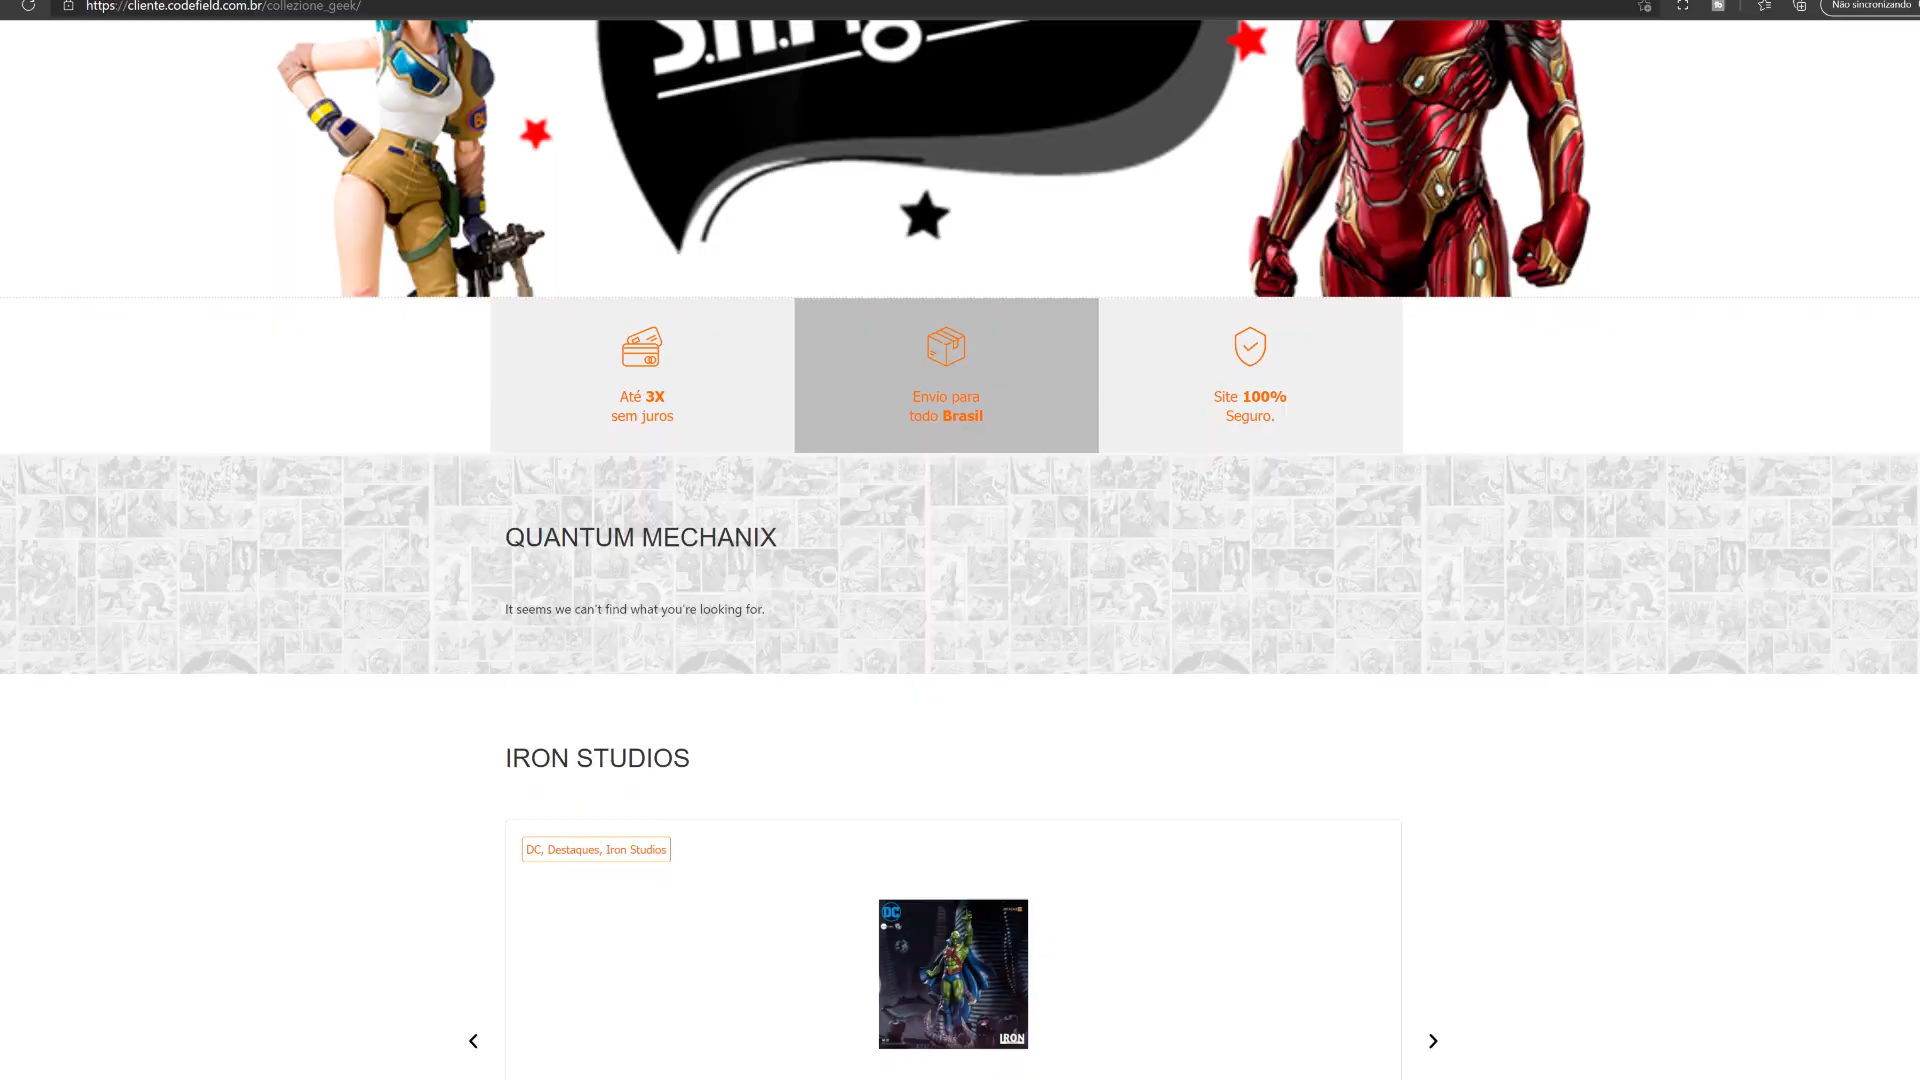 https://cliente.codefield.com.br/collezione_geek/
Não sincronizando
Até 3X
sem juros
Envio para
todo Brasil
Site 100%
Seguro.
QUANTUM MECHANIX
It seems we can't find what you're looking for.
IRON STUDIOS
DC, Destaques, Iron Studios
DC
IRON